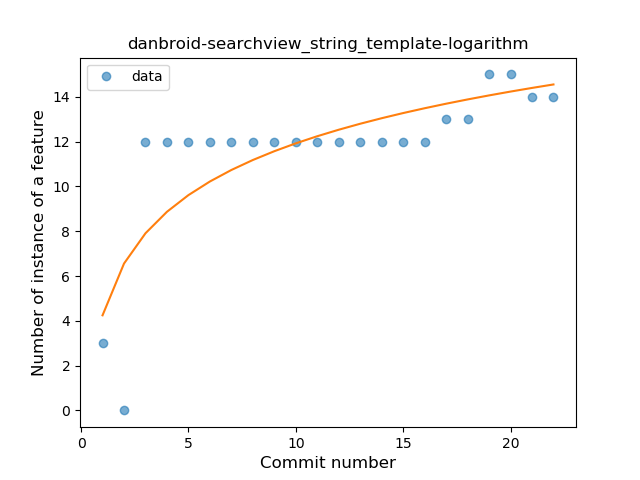 danbroid-searchview_string_template-logarithm
data
Number of instance of a feature
14
12
10
8
6
4
2
0
0 5 10 15 20
Commit number